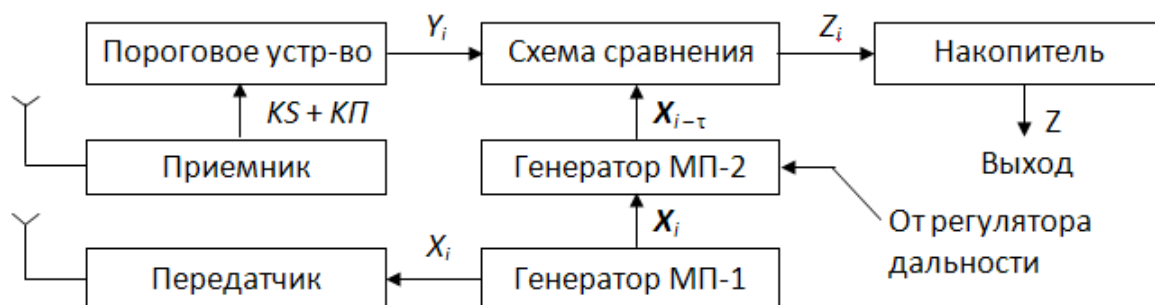 Пороговое устр-во
Yᵢ
Схема сравнения
Zᵢ
Накопитель
KS + KП
Xᵢ₋τ
Z
Приемник
Генератор МП-2
Выход
Xᵢ
От регулятора
дальности
Xᵢ
Передатчик
Генератор МП-1